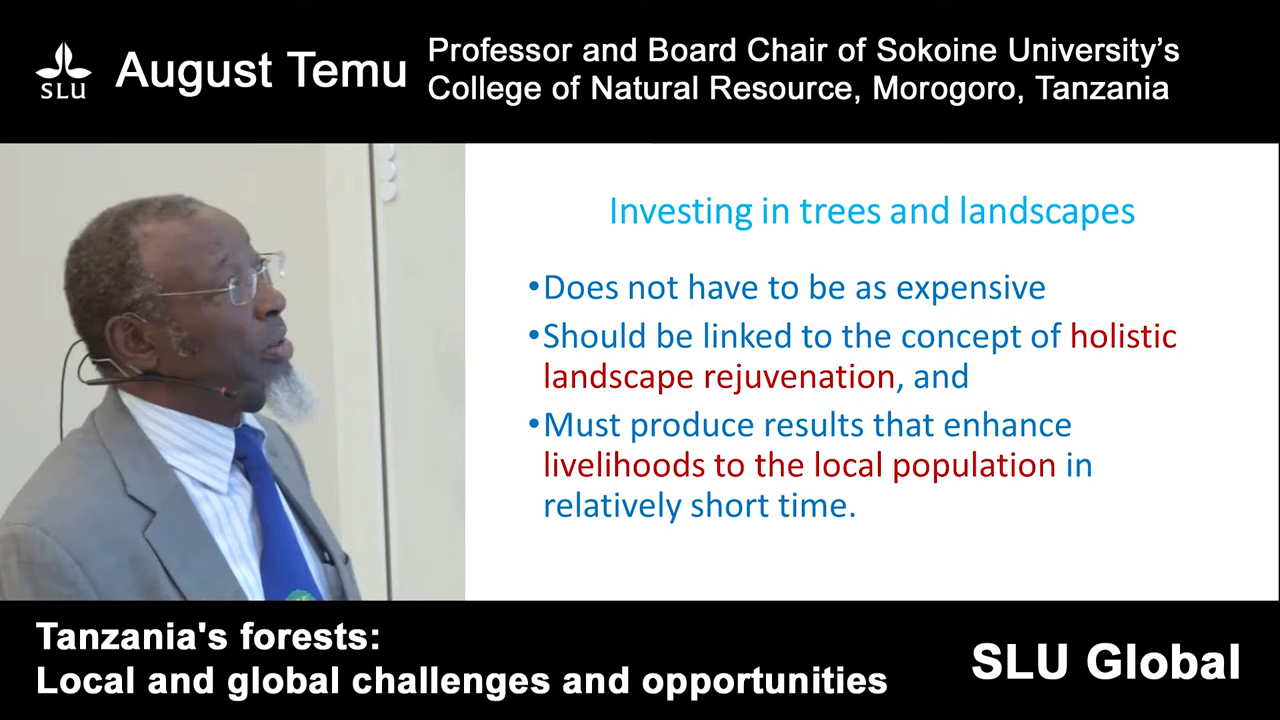 SLU
August Temu
Professor and Board Chair of Sokoine University's
College of Natural Resource, Morogoro, Tanzania
Investing in trees and landscapes
•Does not have to be as expensive
•Should be linked to the concept of holistic
landscape rejuvenation, and
•Must produce results that enhance
livelihoods to the local population in
relatively short time.
Tanzania's forests:
Local and global challenges and opportunities
SLU Global